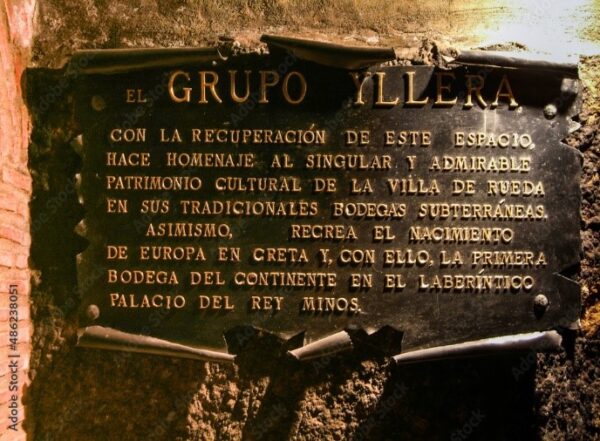 EL GRUPO YLLERA
CON LA RECUPERACIÓN DE ESTE ESPACIO,
HACE HOMENAJE AL SINGULAR Y ADMIRABLE
PATRIMONIO CULTURAL DE LA VILLA DE RUEDA
EN SUS TRADICIONALES BODEGAS SUBTERRÁNEAS.
ASIMISMO, RECREA EL NACIMIENTO
DE EUROPA EN CRETA Y, CON ELLO, LA PRIMERA
BODEGA DEL CONTINENTE EN EL LABERÍNTICO
PALACIO DEL REY MINOS.
Adobe Stock | #486238051